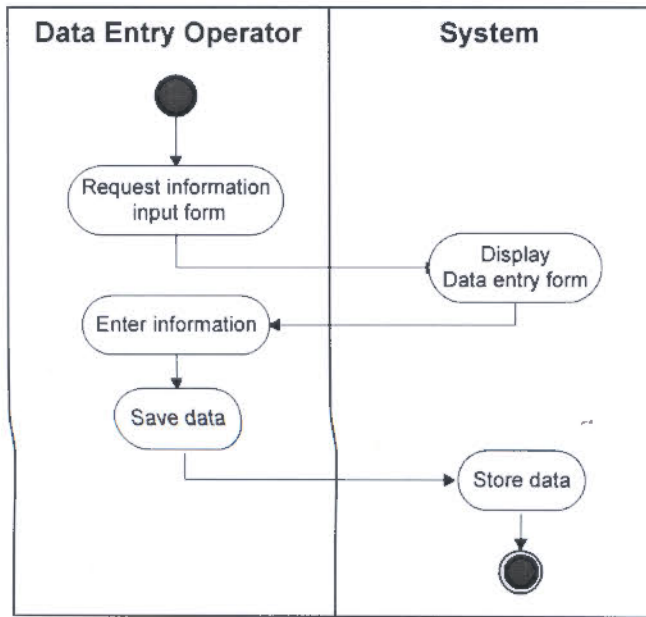 Data Entry Operator
System
Request information
input form
Display
Data entry form
Enter information
Save data
Store data